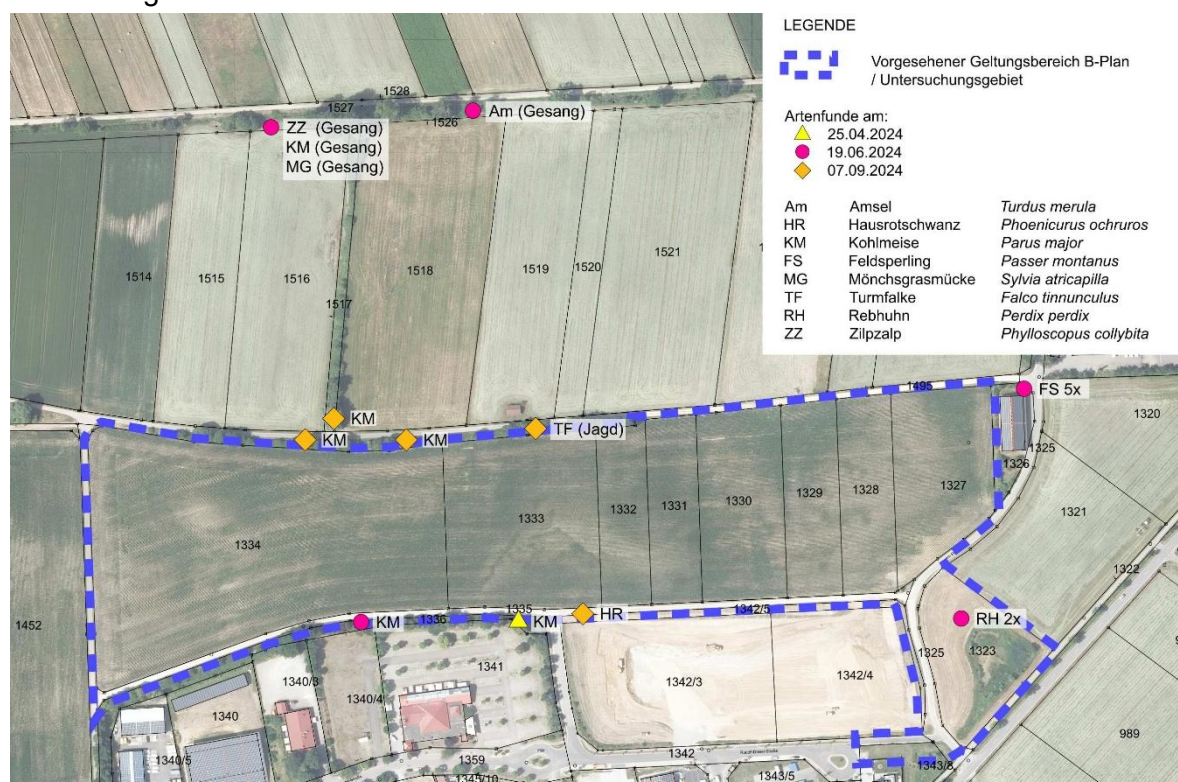 LEGENDE
Vorgesehener Geltungsbereich B-Plan
/ Untersuchungsgebiet
Artenfunde am:
25.04.2024
19.06.2024
07.09.2024
Am Amsel Turdus merula
HR Hausrotschwanz Phoenicurus ochruros
KM Kohlmeise Parus major
FS Feldsperling Passer montanus
MG Mönchsgrasmücke Sylvia atricapilla
TF Turmfalke Falco tinnunculus
RH Rebhuhn Perdix perdix
ZZ Zilpzalp Phylloscopus collybita
1528
1527
1526
Am (Gesang)
ZZ (Gesang)
KM (Gesang)
MG (Gesang)
1514
1515
1516
1517
1518
1519
1520
1521
1495
FS 5x
1320
KM
KM
KM
TF (Jagd)
1325
1326
1327
1328
1329
1330
1331
1332
1333
1334
1321
1322
1452
KM
1336
1335
KM
HR
1342/5
RH 2x
1323
1325
1340/3
1340/4
1341
1342/3
1342/4
1340
1340/5
1359
1342
1343/5
1343/8
989